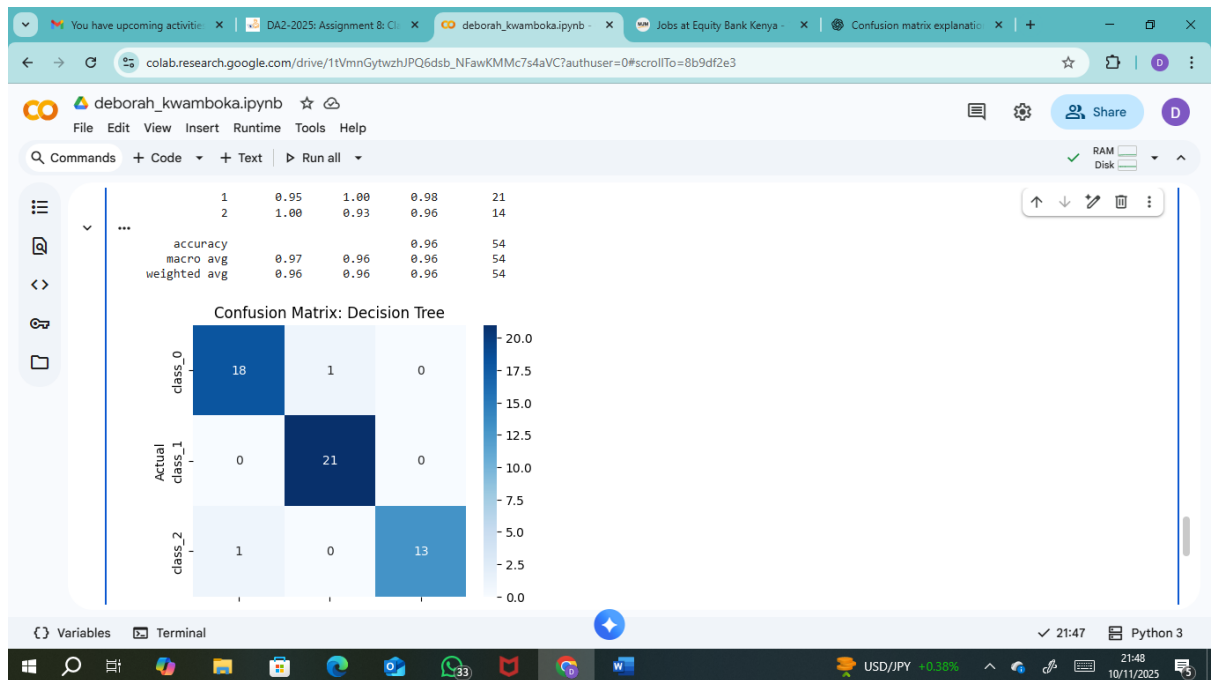 You have upcoming activitie
DA2-2025: Assignment 8: Cl
deborah_kwamboka.ipynb -
Jobs at Equity Bank Kenya -
Confusion matrix explanatio
colab.research.google.com/drive/1tVmnGytwzhJPQ6dsb_NFawKMMc7s4aVC?authuser=0#scrollTo=8b9df2e3
D
CO
deborah_kwamboka.ipynb
Share
D
File Edit View Insert Runtime Tools Help
Commands + Code + Text Run all
RAM
Disk
1 0.95 1.00 0.98 21
2 1.00 0.93 0.96 14
...
accuracy 0.96 54
macro avg 0.97 0.96 0.96 54
weighted avg 0.96 0.96 0.96 54
Confusion Matrix: Decision Tree
class_0 18 1 0
Actual
class_1 0 21 0
class_2 1 0 13
20.0
17.5
15.0
12.5
10.0
7.5
5.0
2.5
0.0
Variables Terminal
21:47 Python 3
33
USD/JPY +0.38%
21:48
10/11/2025
5